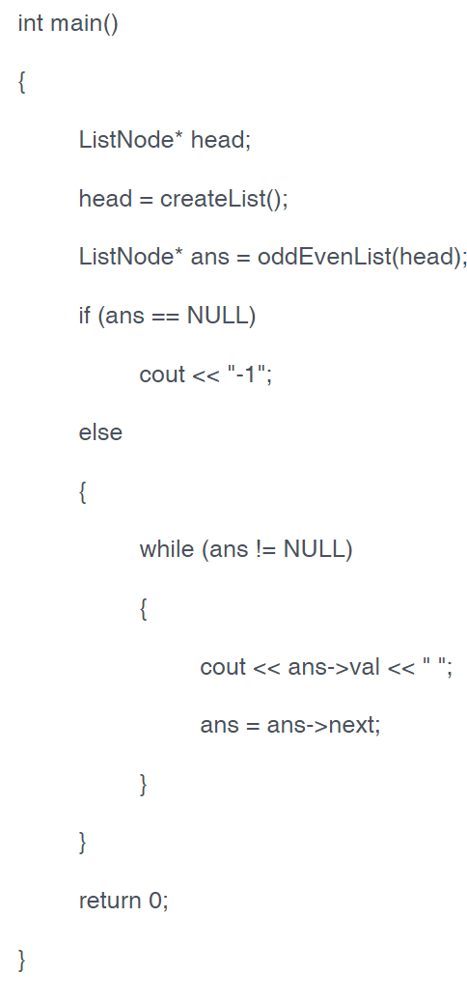 int main()
{
ListNode* head;
head = createList();
ListNode* ans = oddEvenList(head);
if (ans == NULL)
cout << "-1";
else
{
while (ans != NULL)
{
cout << ans->val << " ";
ans = ans->next;
}
}
return 0;
}